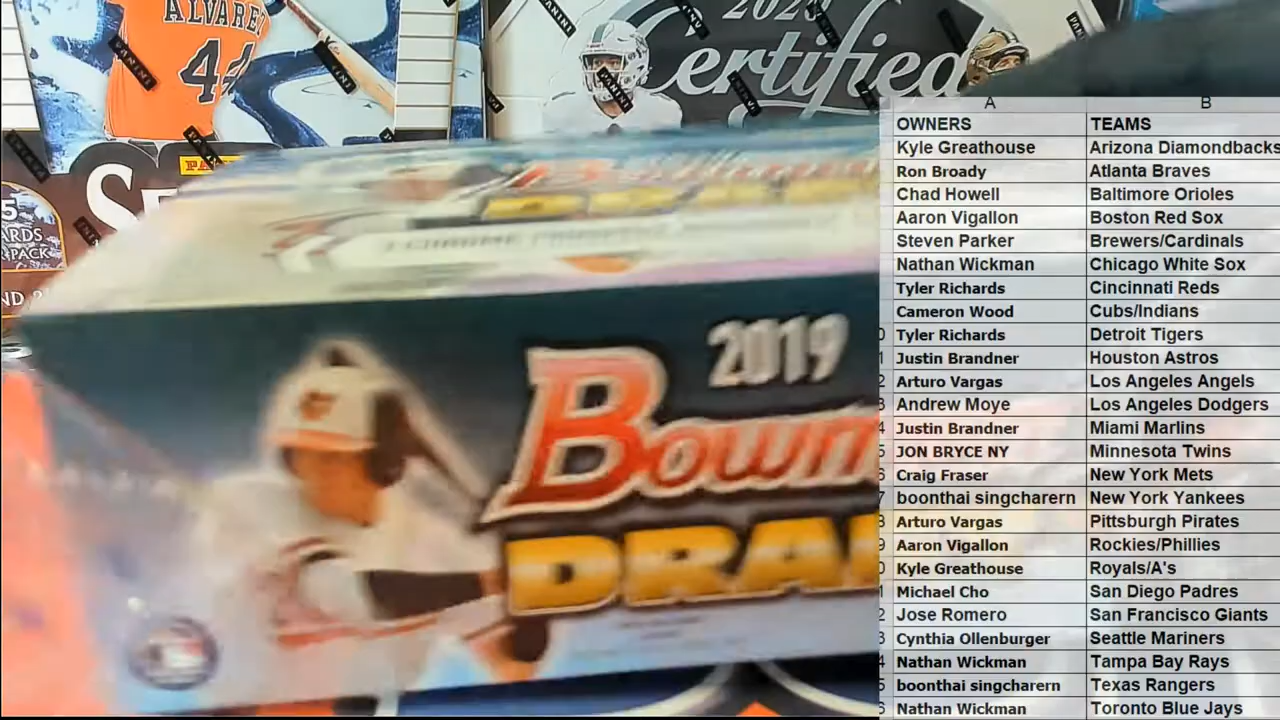 ALVAREZ
44
PANINI
2023
Certified
5
CARDS
PACK
2019
Bowm
DRA
A B
OWNERS TEAMS
Kyle Greathouse Arizona Diamondbacks
Ron Broady Atlanta Braves
Chad Howell Baltimore Orioles
Aaron Vigallon Boston Red Sox
Steven Parker Brewers/Cardinals
Nathan Wickman Chicago White Sox
Tyler Richards Cincinnati Reds
Cameron Wood Cubs/Indians
Tyler Richards Detroit Tigers
Justin Brandner Houston Astros
Arturo Vargas Los Angeles Angels
Andrew Moye Los Angeles Dodgers
Justin Brandner Miami Marlins
JON BRYCE NY Minnesota Twins
Craig Fraser New York Mets
boonthai singcharern New York Yankees
Arturo Vargas Pittsburgh Pirates
Aaron Vigallon Rockies/Phillies
Kyle Greathouse Royals/A's
Michael Cho San Diego Padres
Jose Romero San Francisco Giants
Cynthia Ollenburger Seattle Mariners
Nathan Wickman Tampa Bay Rays
boonthai singcharern Texas Rangers
Nathan Wickman Toronto Blue Jays